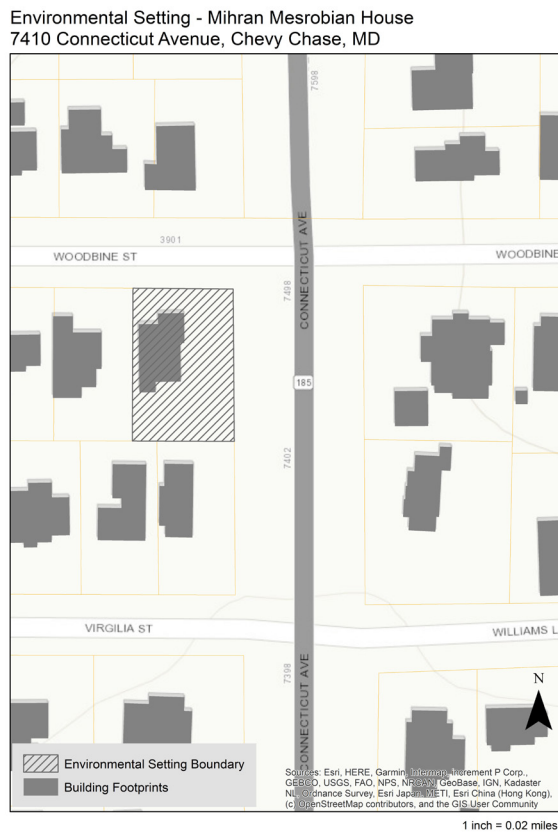 Environmental Setting - Mihran Mesrobian House
7410 Connecticut Avenue, Chevy Chase, MD
7598
3901
CONNECTICUT AVE
WOODBINE ST
WOODBINE
7498
185
7402
VIRGILIA ST
WILLIAMS L
7398
CONNECTICUT AVE
N
Environmental Setting Boundary
Building Footprints
Sources: Esri, HERE, Garmin, Intermap, increment P Corp.,
GEBCO, USGS, FAO, NPS, NRCAN, GeoBase, IGN, Kadaster
NL, Ordnance Survey, Esri Japan, METI, Esri China (Hong Kong),
(c) OpenStreetMap contributors, and the GIS User Community
1 inch = 0.02 miles